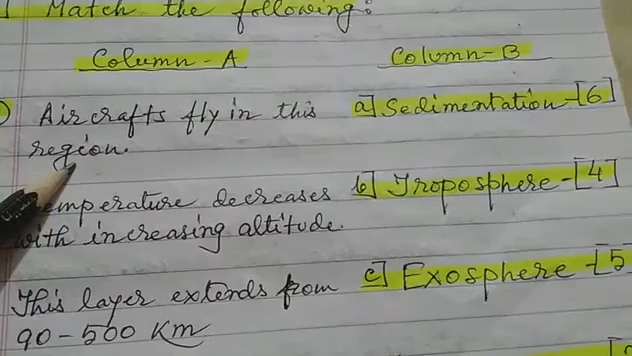 Match the following:
Column-A Column-B
Aircrafts fly in this a] Sedimentation-[6]
region.
emperature decreases b] Troposphere-[4]
with increasing altitude.
This layer extends from c] Exosphere-[5
90-500 Km